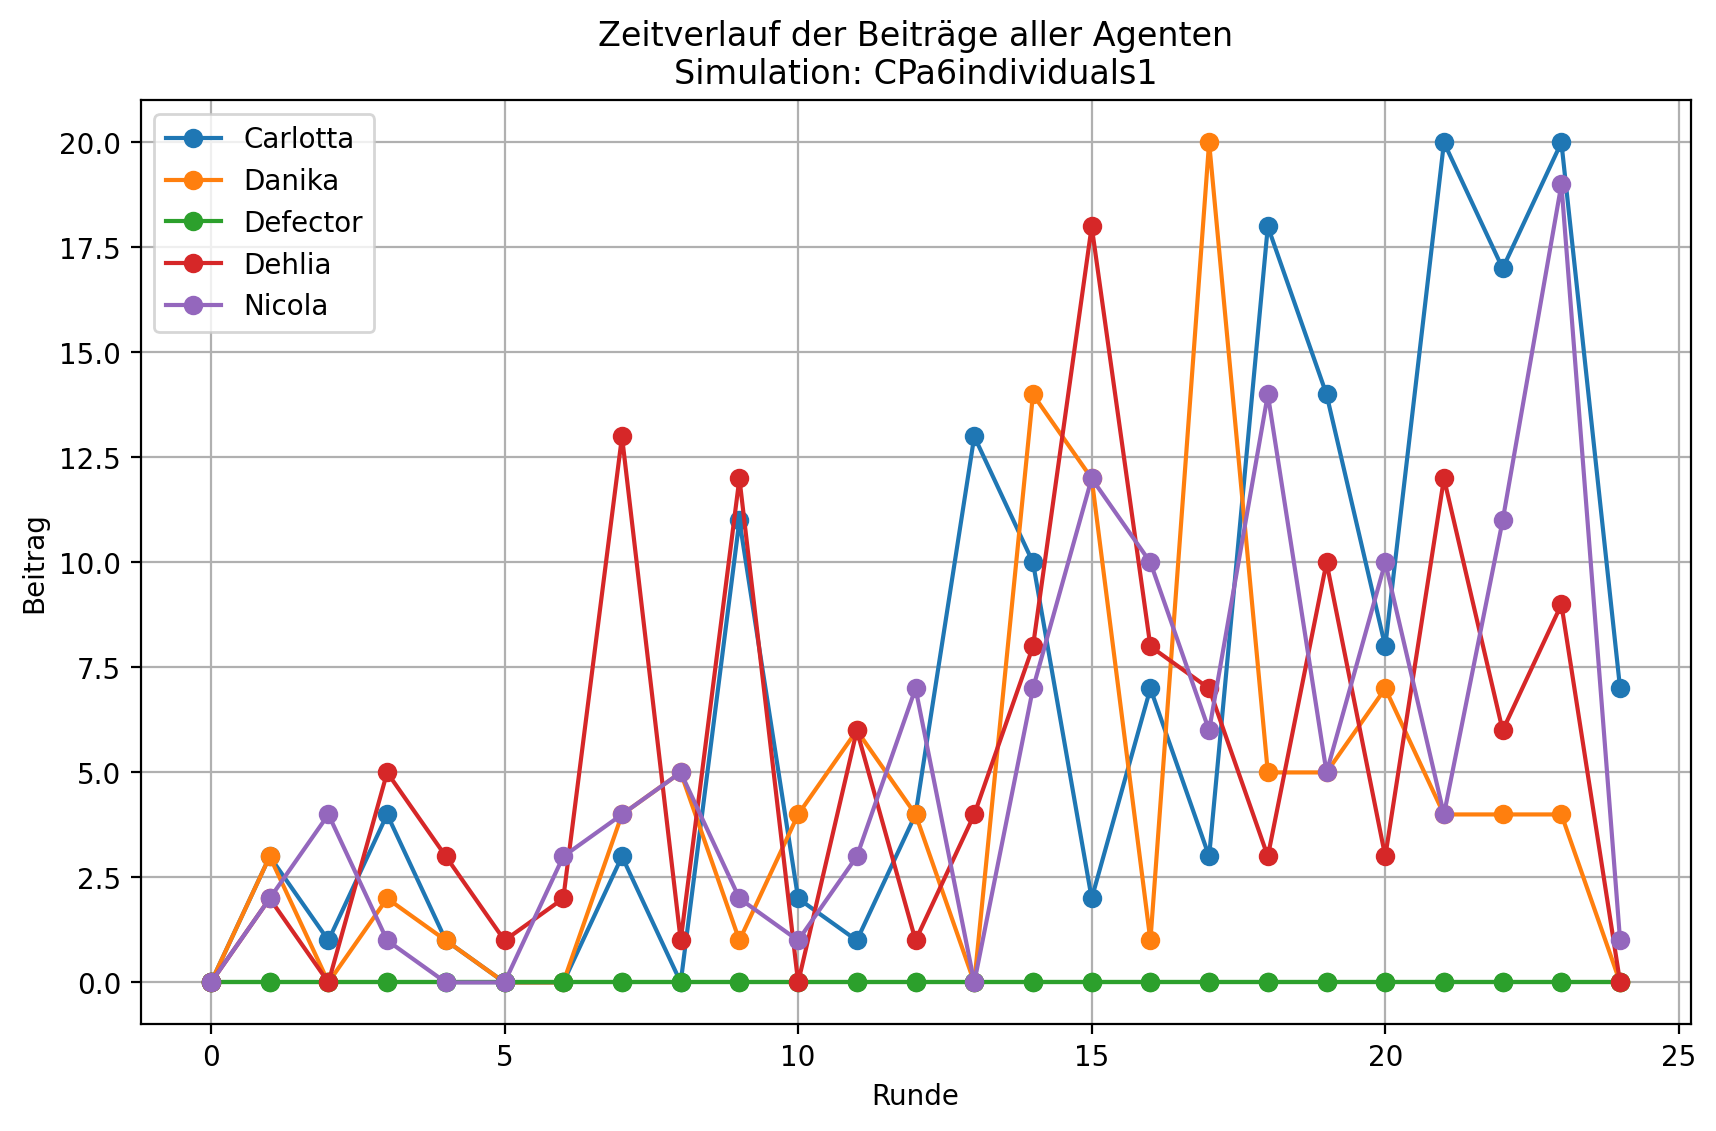 Zeitverlauf der Beiträge aller Agenten
Simulation: CPa6individuals1
Carlotta
Danika
Defector
Dehlia
Nicola
20.0
17.5
15.0
12.5
10.0
7.5
5.0
2.5
0.0
Beitrag
0 5 10 15 20 25
Runde